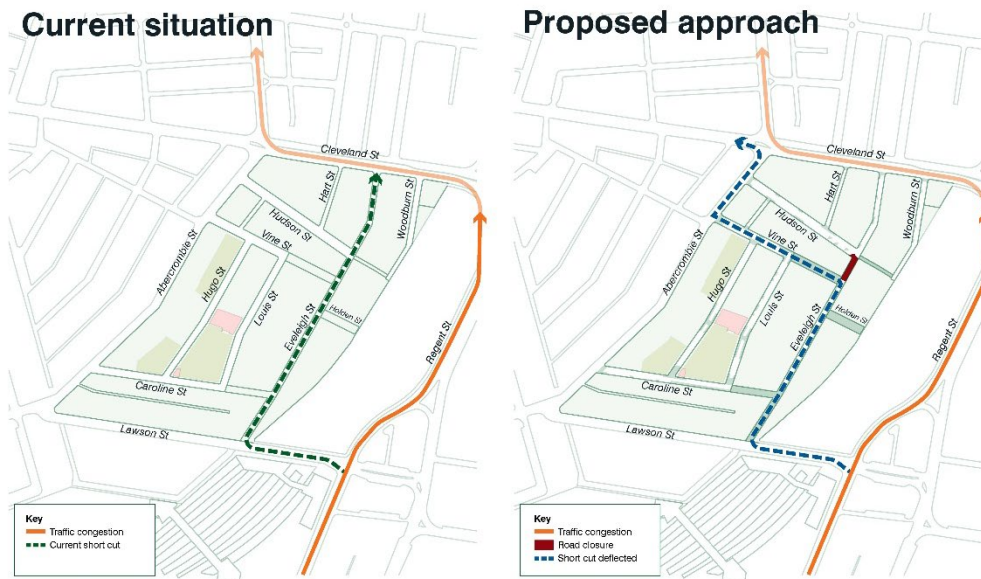 Current situation
Cleveland St
Hart St
Woodburn St
Hudson St
Vine St
Abercrombie St
Hugo St
Louis St
Eveleigh St
Holden St
Regent St
Caroline St
Lawson St
Key
Traffic congestion
Current short cut
Proposed approach
Cleveland St
Hart St
Woodburn St
Hudson St
Vine St
Abercrombie St
Hugo St
Louis St
Eveleigh St
Holden St
Regent St
Caroline St
Lawson St
Key
Traffic congestion
Road closure
Short cut deflected